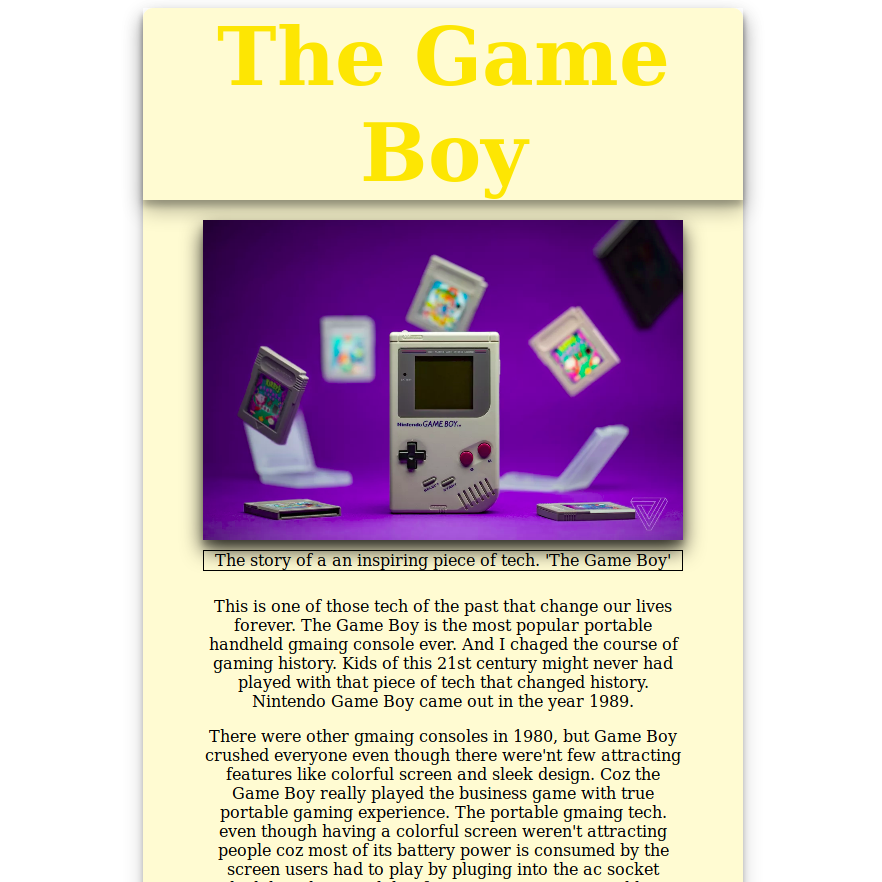 The Game
Boy
Nintendo GAME BOY
SELECT START
The story of a an inspiring piece of tech. 'The Game Boy'
This is one of those tech of the past that change our lives
forever. The Game Boy is the most popular portable
handheld gmaing console ever. And I chaged the course of
gaming history. Kids of this 21st century might never had
played with that piece of tech that changed history.
Nintendo Game Boy came out in the year 1989.
There were other gmaing consoles in 1980, but Game Boy
crushed everyone even though there were'nt few attracting
features like colorful screen and sleek design. Coz the
Game Boy really played the business game with true
portable gaming experience. The portable gmaing tech.
even though having a colorful screen weren't attracting
people coz most of its battery power is consumed by the
screen users had to play by pluging into the ac socket